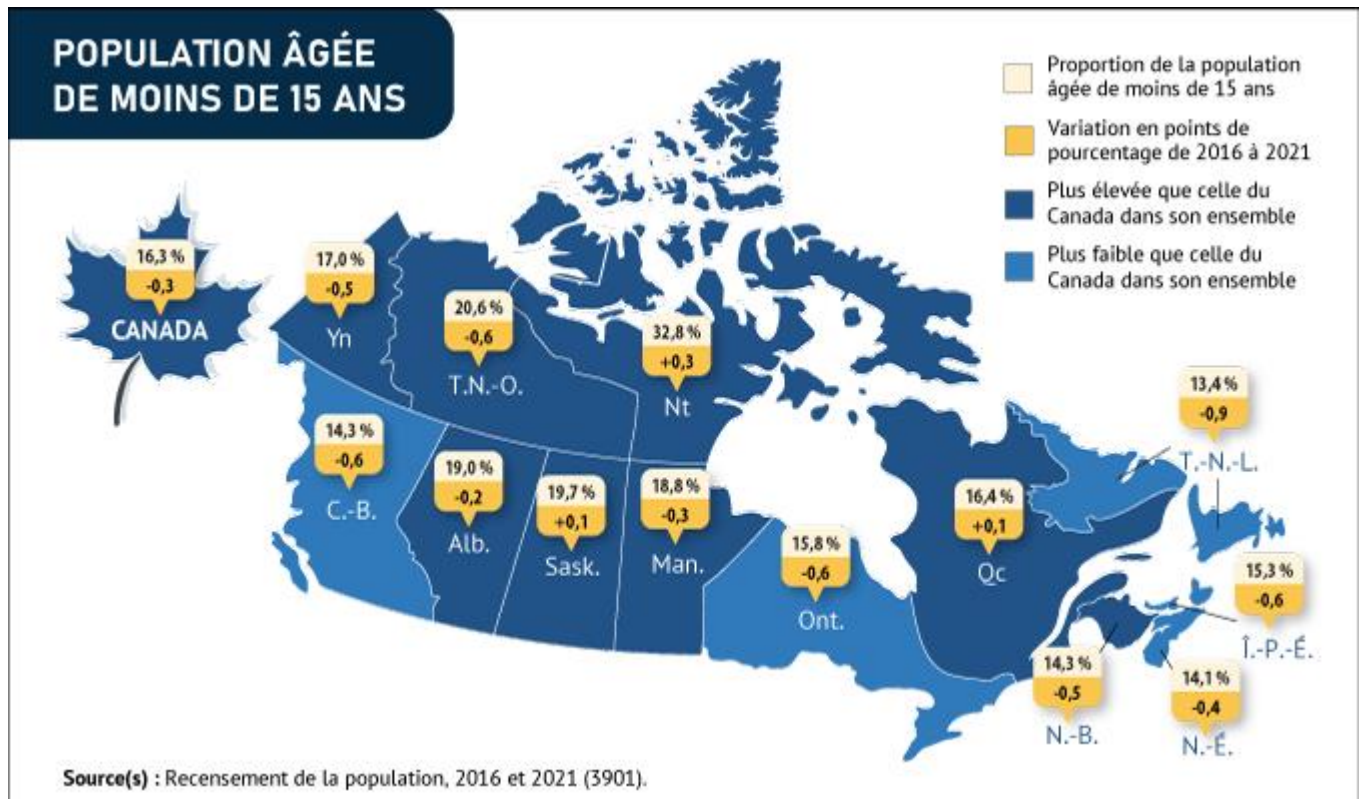 POPULATION ÂGÉE
DE MOINS DE 15 ANS
Proportion de la population
âgée de moins de 15 ans
Variation en points de
pourcentage de 2016 à 2021
Plus élevée que celle du
Canada dans son ensemble
Plus faible que celle du
Canada dans son ensemble
16,3 %
-0,3
CANADA
17,0 %
-0,5
Yn
20,6 %
-0,6
T.N.-O.
32,8 %
+0,3
Nt
14,3 %
-0,6
C.-B.
19,0 %
-0,2
Alb.
19,7 %
+0,1
Sask.
18,8 %
-0,3
Man.
15,8 %
-0,6
Ont.
16,4 %
+0,1
Qc
13,4 %
-0,9
T.-N.-L.
15,3 %
-0,6
Î.-P.-É.
14,3 %
-0,5
N.-B.
14,1 %
-0,4
N.-É.
Source(s) : Recensement de la population, 2016 et 2021 (3901).